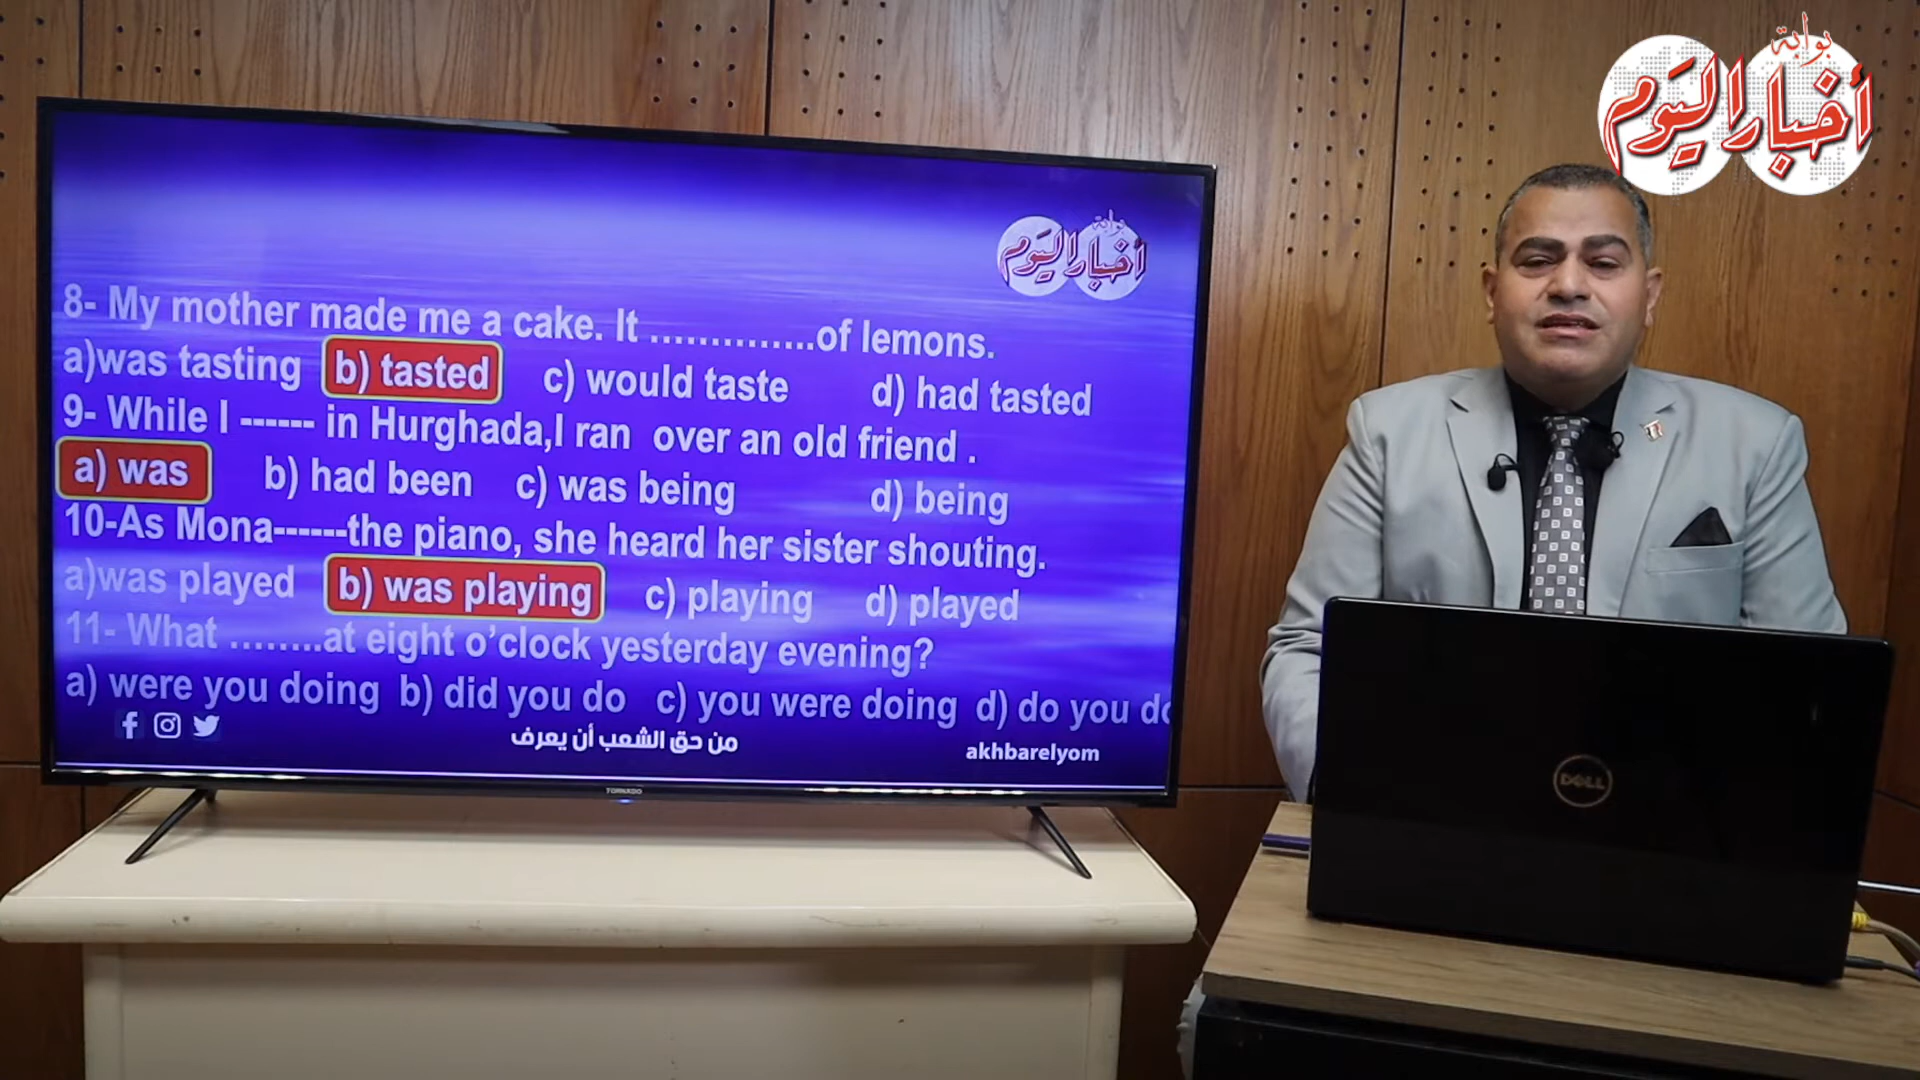 بوابة
أخبار اليوم
بوابة
أخبار اليوم
8- My mother made me a cake. It ..............of lemons.
a)was tasting b) tasted c) would taste d) had tasted
9- While I ------ in Hurghada,I ran over an old friend .
a) was b) had been c) was being d) being
10-As Mona------the piano, she heard her sister shouting.
a)was played b) was playing c) playing d) played
11- What ........at eight o’clock yesterday evening?
a) were you doing b) did you do c) you were doing d) do you do
من حق الشعب أن يعرف
akhbarelyom
TORNADO
DELL